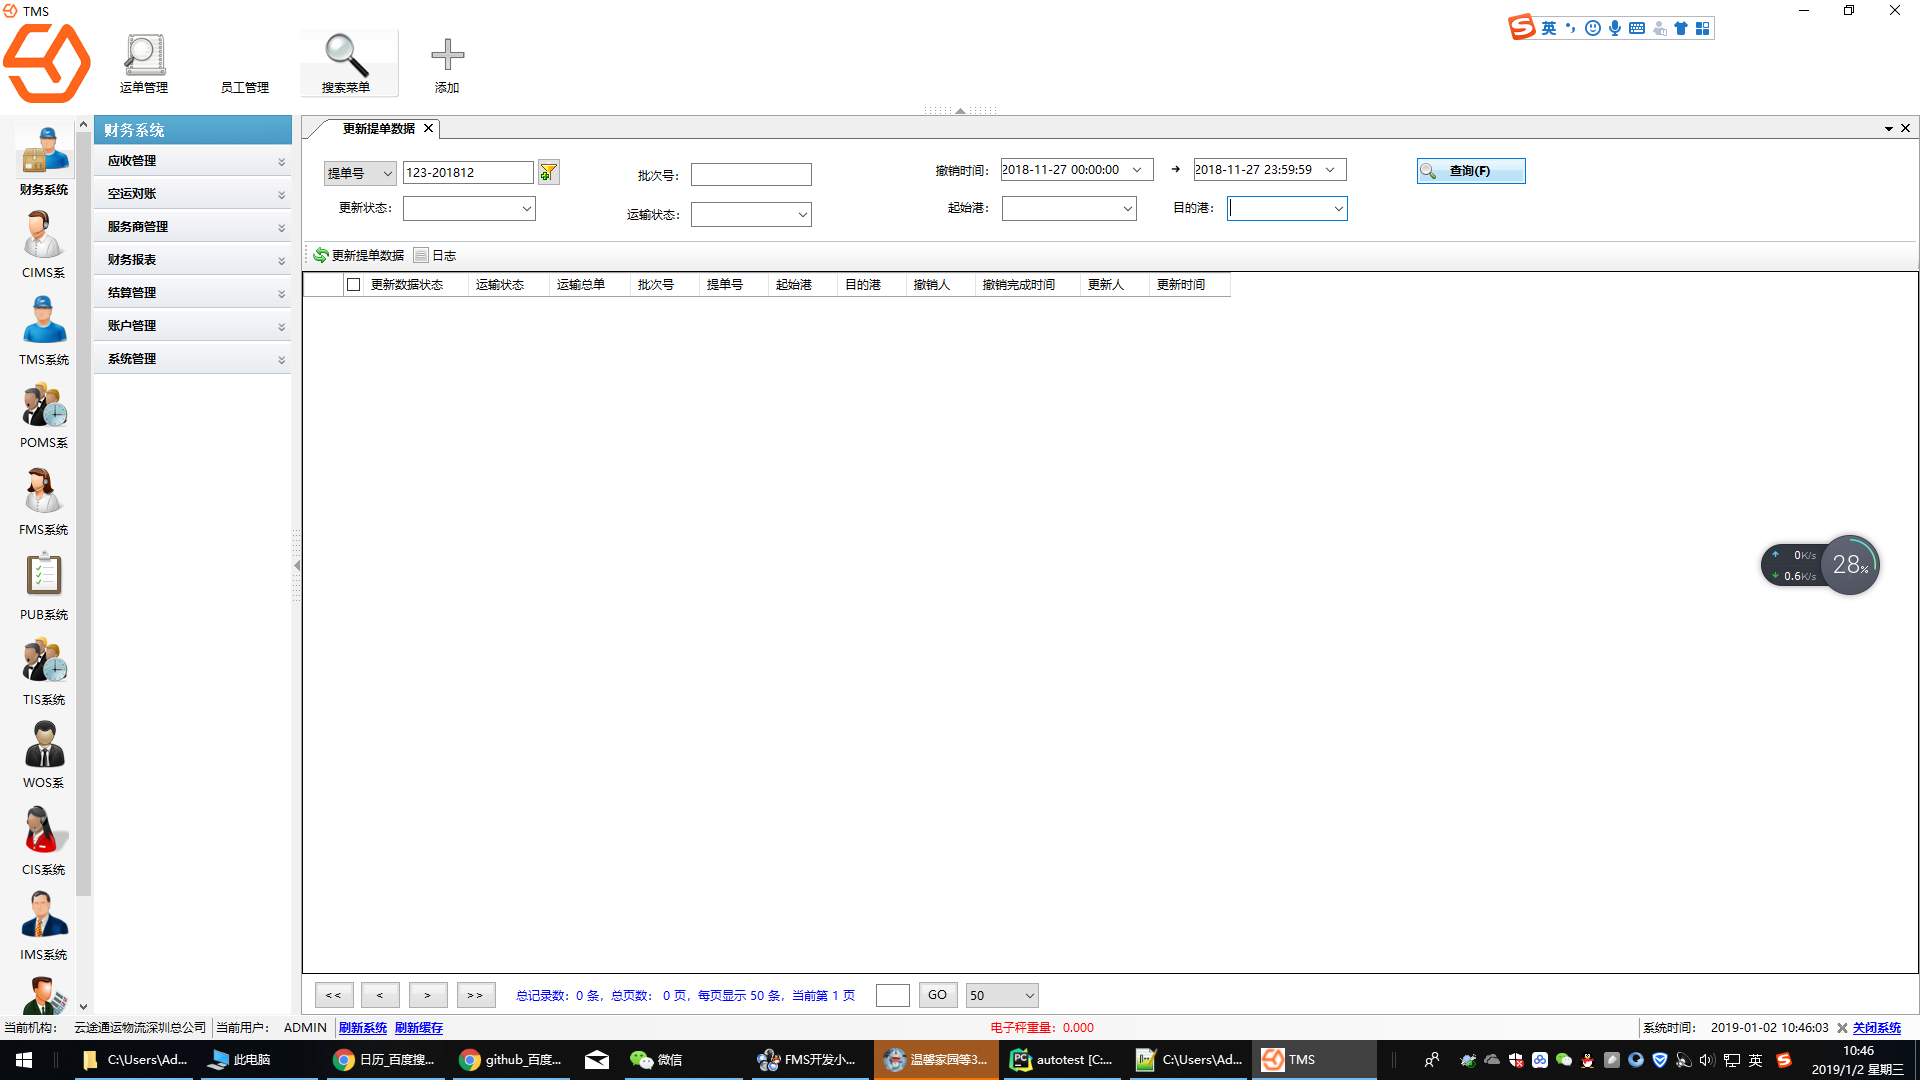 TMS
英
运单管理
员工管理
搜索菜单
添加
财务系统
CIMS系
TMS系统
POMS系
FMS系统
PUB系统
TIS系统
WOS系
CIS系统
IMS系统
财务系统
应收管理
空运对账
服务商管理
财务报表
结算管理
账户管理
系统管理
更新提单数据
提单号
123-201812
批次号:
撤销时间:
2018-11-27 00:00:00
2018-11-27 23:59:59
查询(F)
更新状态:
运输状态:
起始港:
目的港:
更新提单数据 日志
更新数据状态 运输状态 运输总单 批次号 提单号 起始港 目的港 撤销人 撤销完成时间 更新人 更新时间
0K/s
0.6K/s
28%
<< < > >> 总记录数: 0 条, 总页数: 0 页, 每页显示 50 条, 当前第 1 页 GO 50
当前机构: 云途通运物流深圳总公司 当前用户: ADMIN 刷新系统 刷新缓存 电子秤重量: 0.000 系统时间: 2019-01-02 10:46:03 关闭系统
C:\Users\Ad...
此电脑
日历_百度搜...
github_百度...
微信
FMS开发小...
温馨家园等3...
autotest [C:...
C:\Users\Ad...
TMS
英
10:46
2019/1/2 星期三